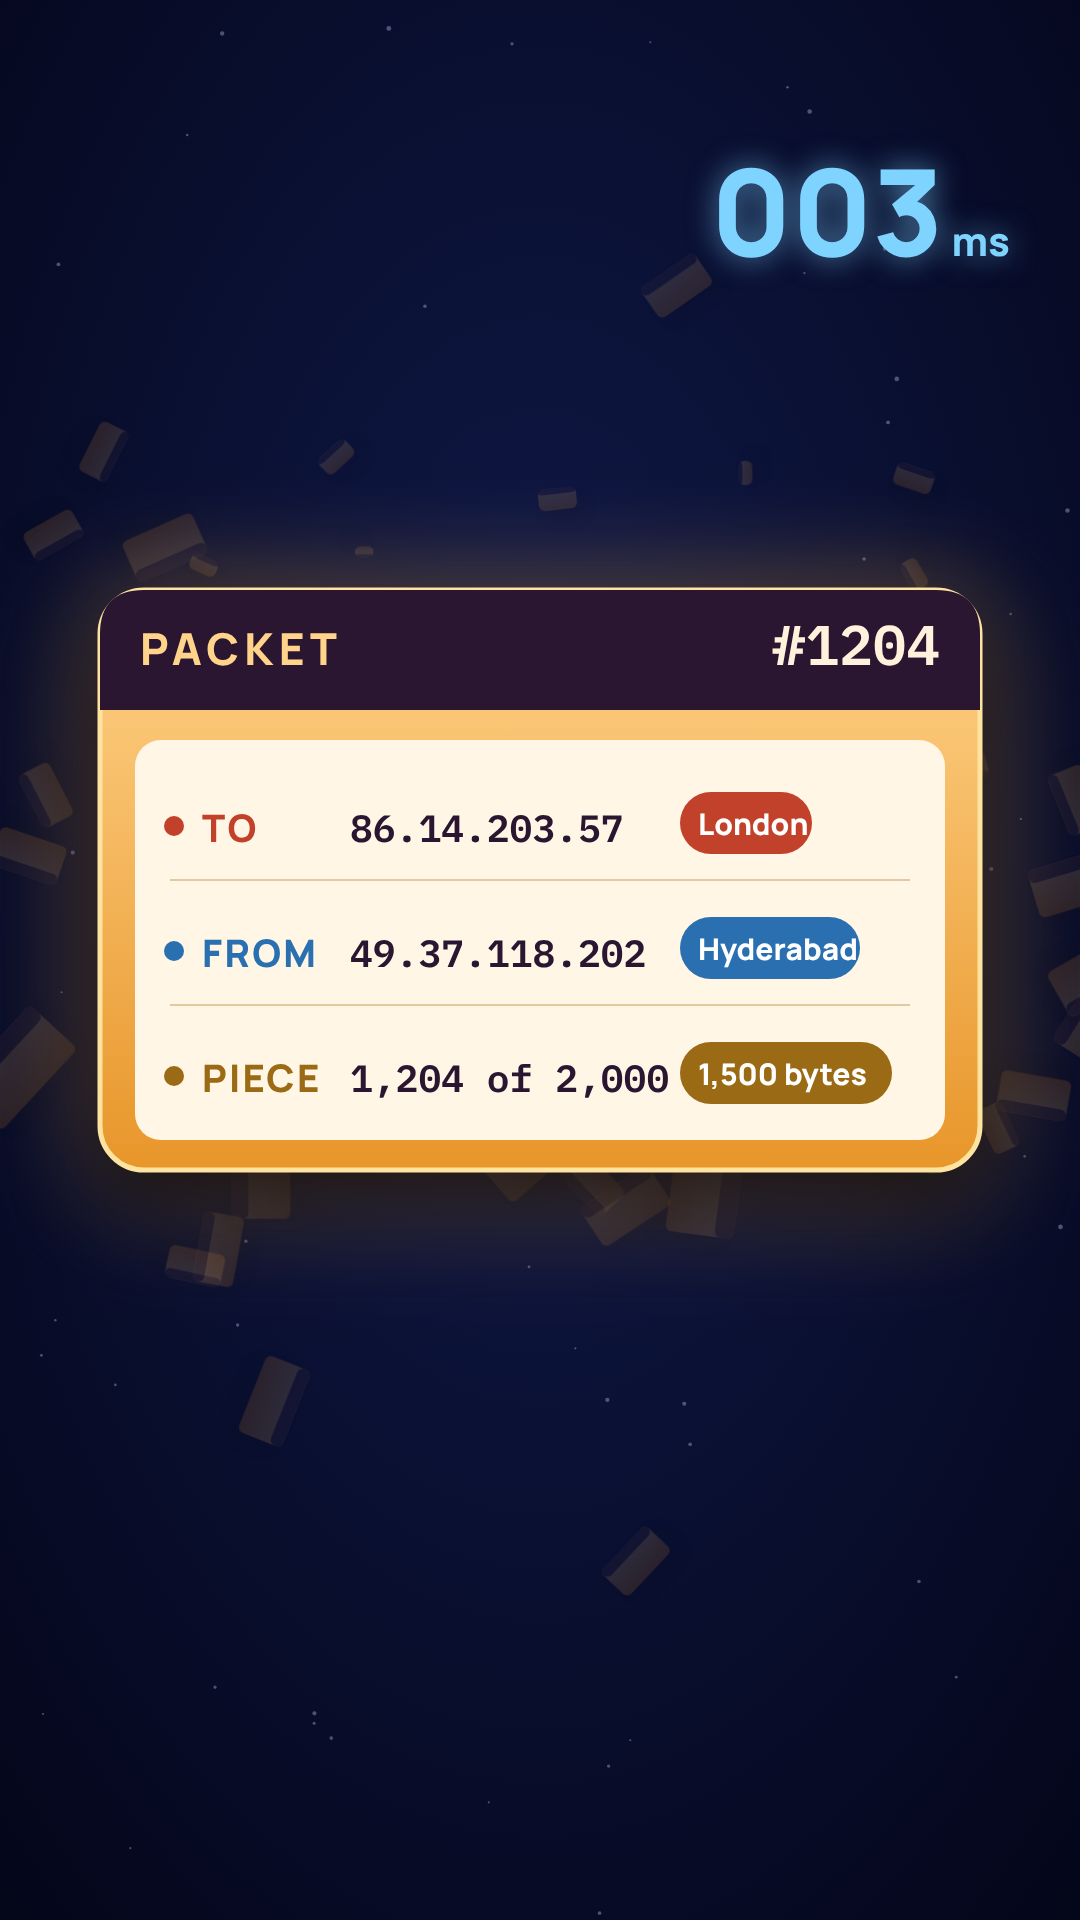 003 ms
PACKET #1204
TO 86.14.203.57 London
FROM 49.37.118.202 Hyderabad
PIECE 1,204 of 2,000 1,500 bytes